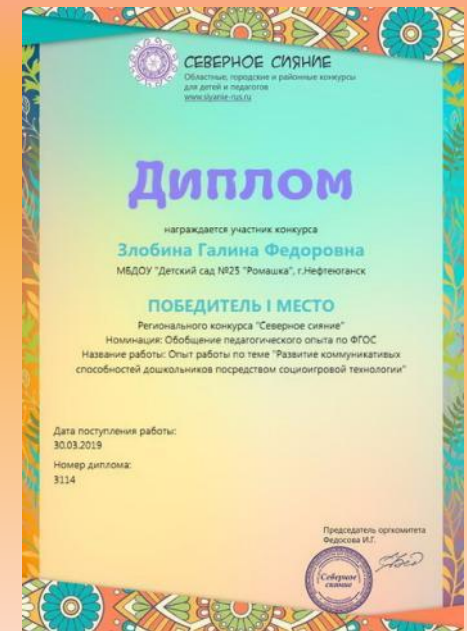 СЕВЕРНОЕ СИЯНИЕ
Областные, городские и районные конкурсы
для детей и педагогов
www.siyanie-rus.ru
Диплом
награждается участник конкурса
Злобина Галина Федоровна
МБДОУ "Детский сад №25 "Ромашка", г.Нефтеюганск
ПОБЕДИТЕЛЬ I МЕСТО
Регионального конкурса "Северное сияние"
Номинация: Обобщение педагогического опыта по ФГОС
Название работы: Опыт работы по теме "Развитие коммуникативых
способностей дошкольников посредством социоигровой технологии"
Дата поступления работы:
30.03.2019
Номер диплома:
3114
Председатель оргкомитета
Федосова И.Г.
Северное
сияние